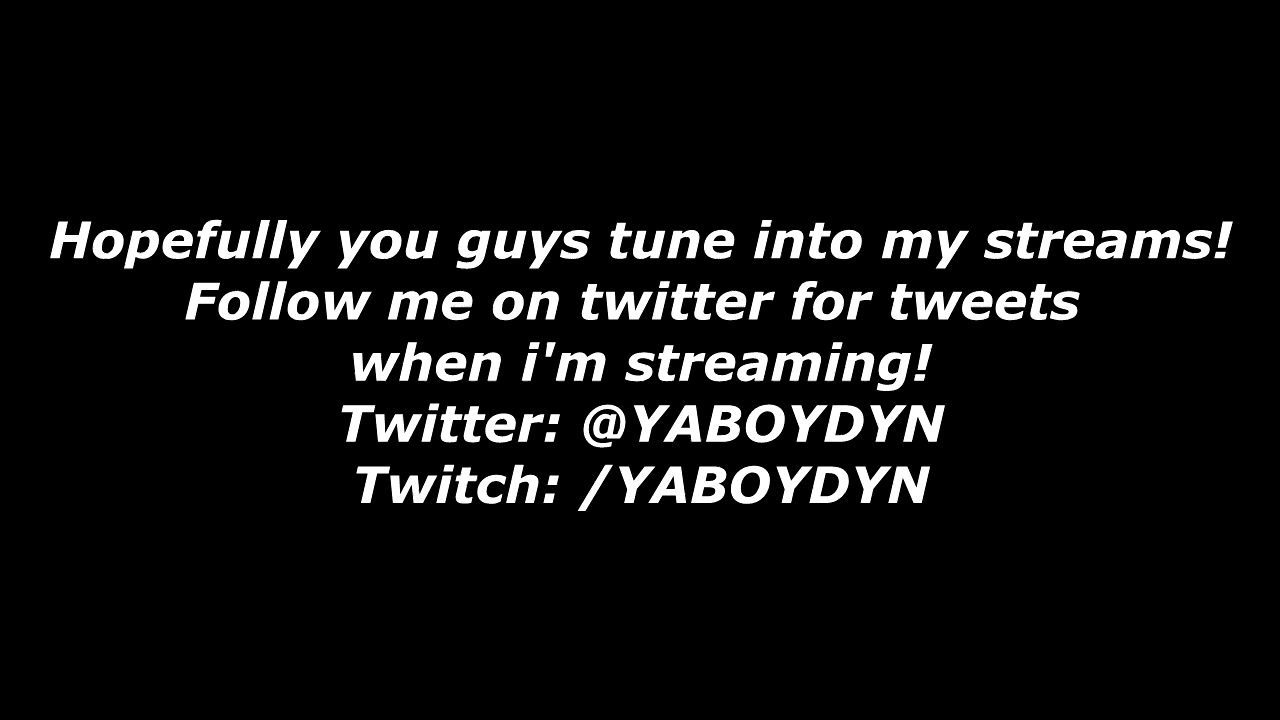 Hopefully you guys tune into my streams!
Follow me on twitter for tweets
when i'm streaming!
Twitter: @YABOYDYN
Twitch: /YABOYDYN